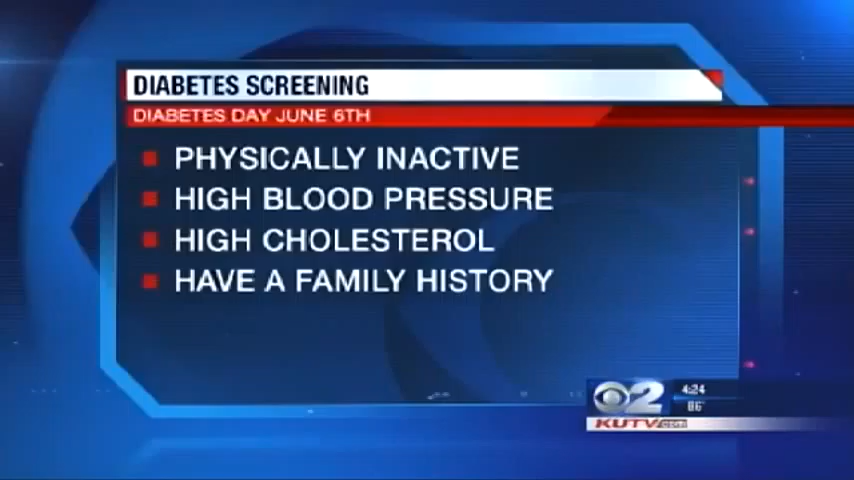 DIABETES SCREENING
DIABETES DAY JUNE 6TH
PHYSICALLY INACTIVE
HIGH BLOOD PRESSURE
HIGH CHOLESTEROL
HAVE A FAMILY HISTORY
2
4:24
86°
KUTV.com